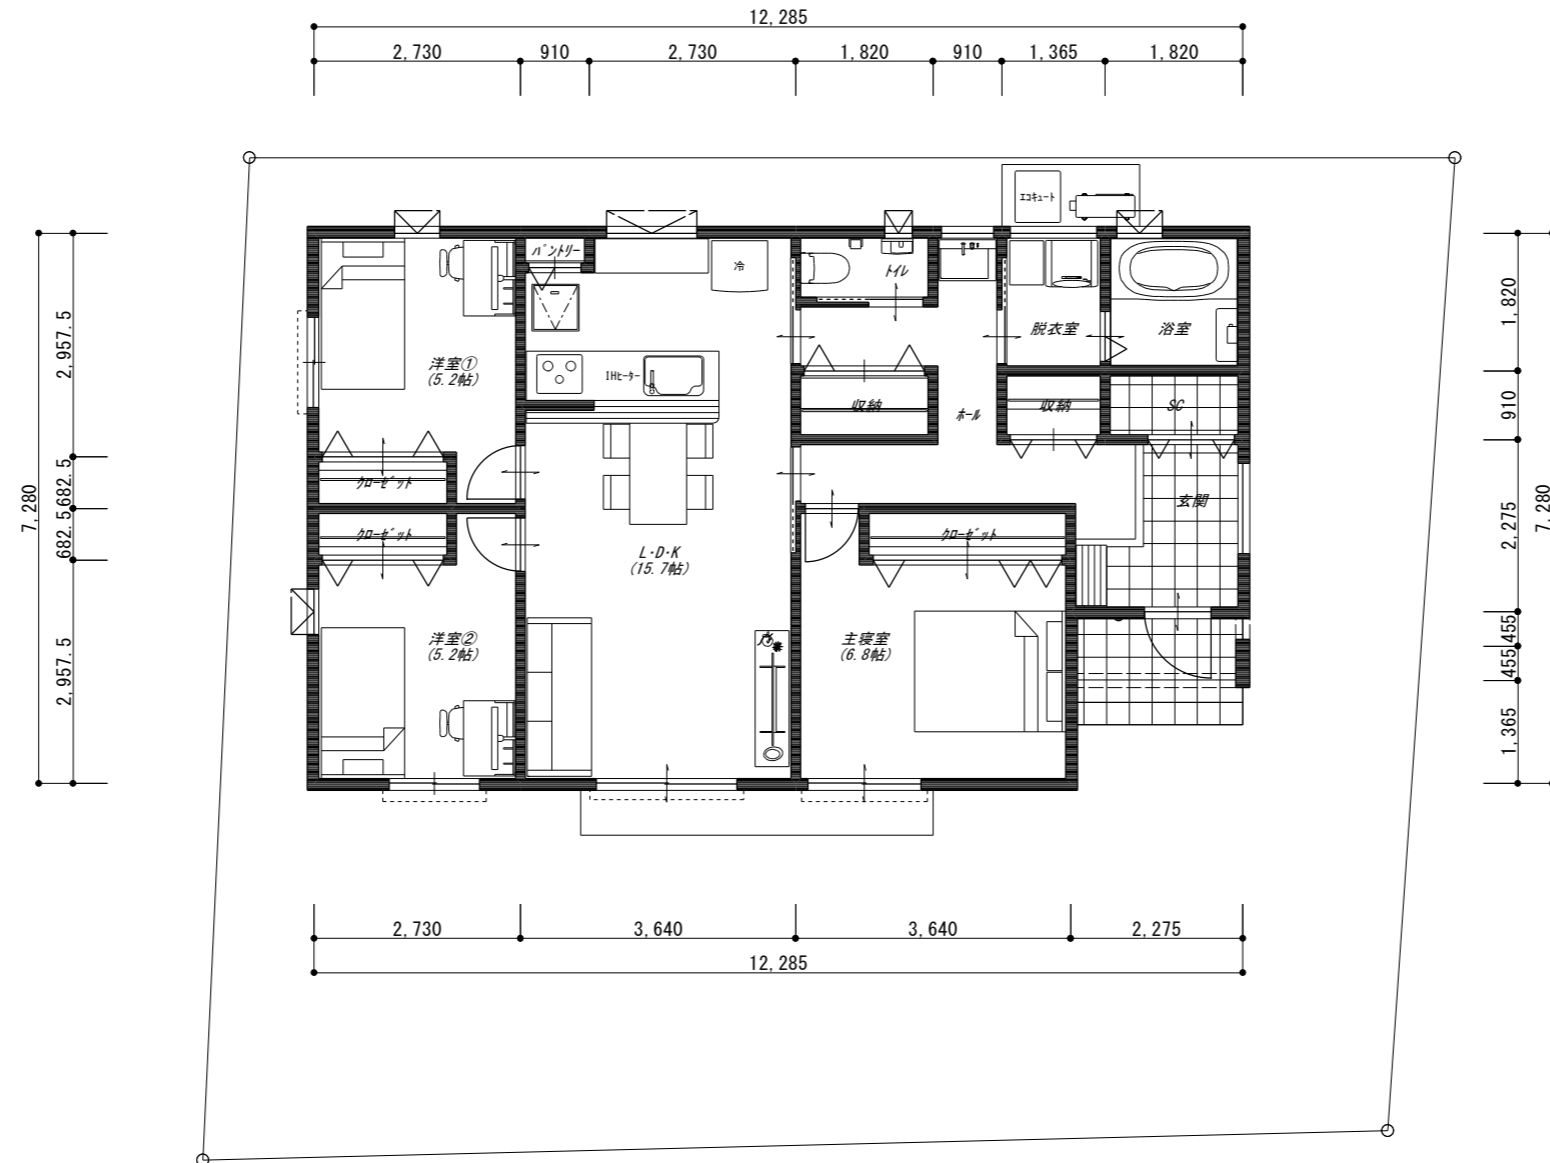 12,285
2,730
910
2,730
1,820
910
1,365
1,820
エコキュート
パントリー
冷
トイレ
脱衣室
浴室
洋室①
(5.2帖)
IHヒーター
収納
ホール
収納
SC
クローゼット
玄関
クローゼット
クローゼット
L・D・K
(15.7帖)
洋室②
(5.2帖)
主寝室
(6.8帖)
7,280
2,957.5
682.5
682.5
2,957.5
1,820
910
2,275
455
455
1,365
7,280
2,730
3,640
3,640
2,275
12,285